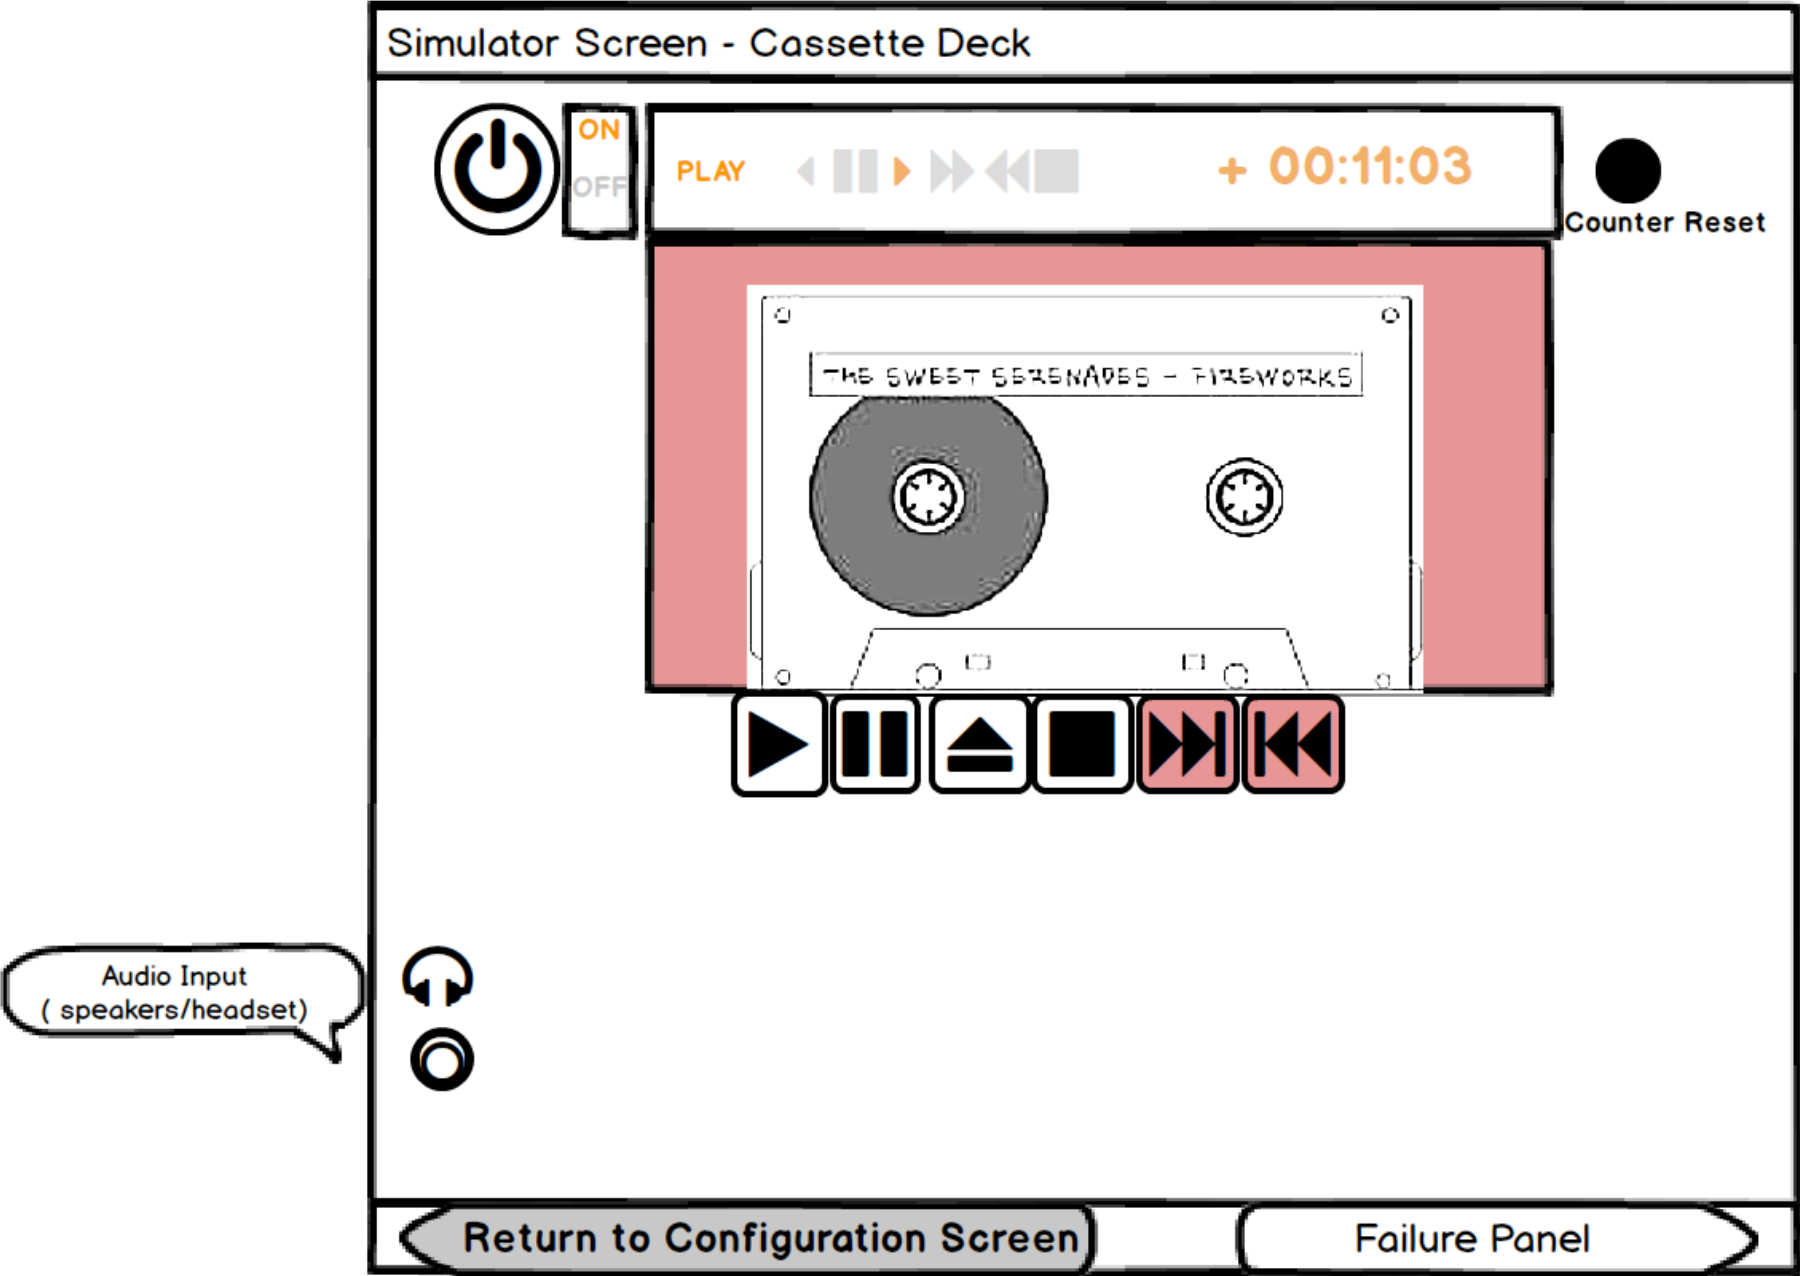 Simulator Screen - Cassette Deck
ON
OFF
PLAY
+ 00:11:03
Counter Reset
THE SWEET SERENADES - FIREWORKS
Audio Input
( speakers/headset)
Return to Configuration Screen
Failure Panel